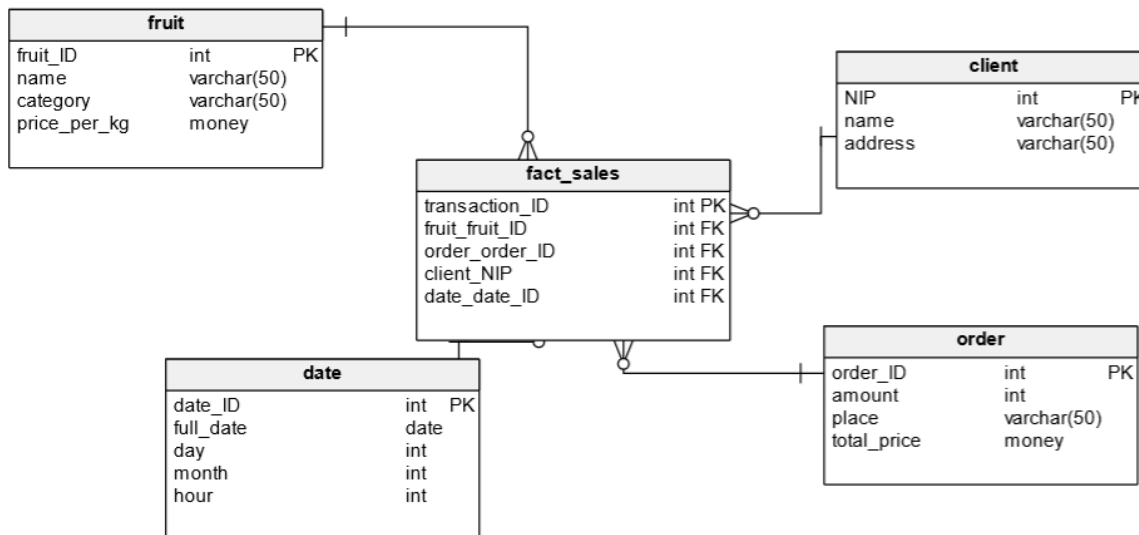 fruit
fruit_ID int PK
name varchar(50)
category varchar(50)
price_per_kg money
client
NIP int PK
name varchar(50)
address varchar(50)
fact_sales
transaction_ID int PK
fruit_fruit_ID int FK
order_order_ID int FK
client_NIP int FK
date_date_ID int FK
date
date_ID int PK
full_date date
day int
month int
hour int
order
order_ID int PK
amount int
place varchar(50)
total_price money